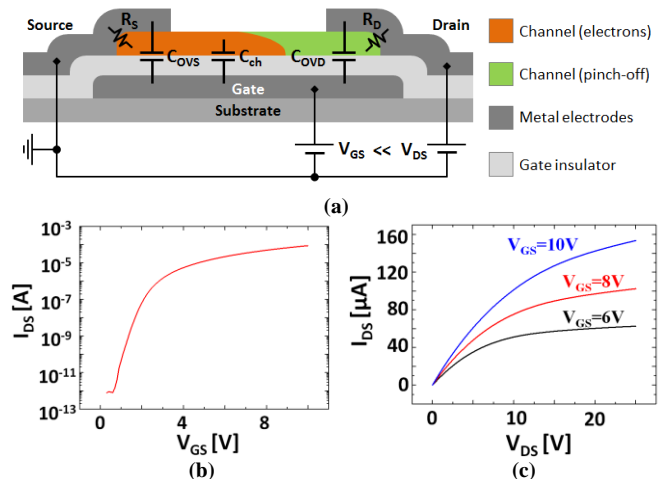 Source
R_S
R_D
Drain
C_OVS
C_ch
C_OVD
Gate
Substrate
V_GS << V_DS
Channel (electrons)
Channel (pinch-off)
Metal electrodes
Gate insulator
(a)
10^-3
10^-5
10^-7
10^-9
10^-11
10^-13
I_DS [A]
0 4 8
V_GS [V]
(b)
160
120
80
40
0
I_DS [µA]
V_GS=10V
V_GS=8V
V_GS=6V
0 10 20
V_DS [V]
(c)